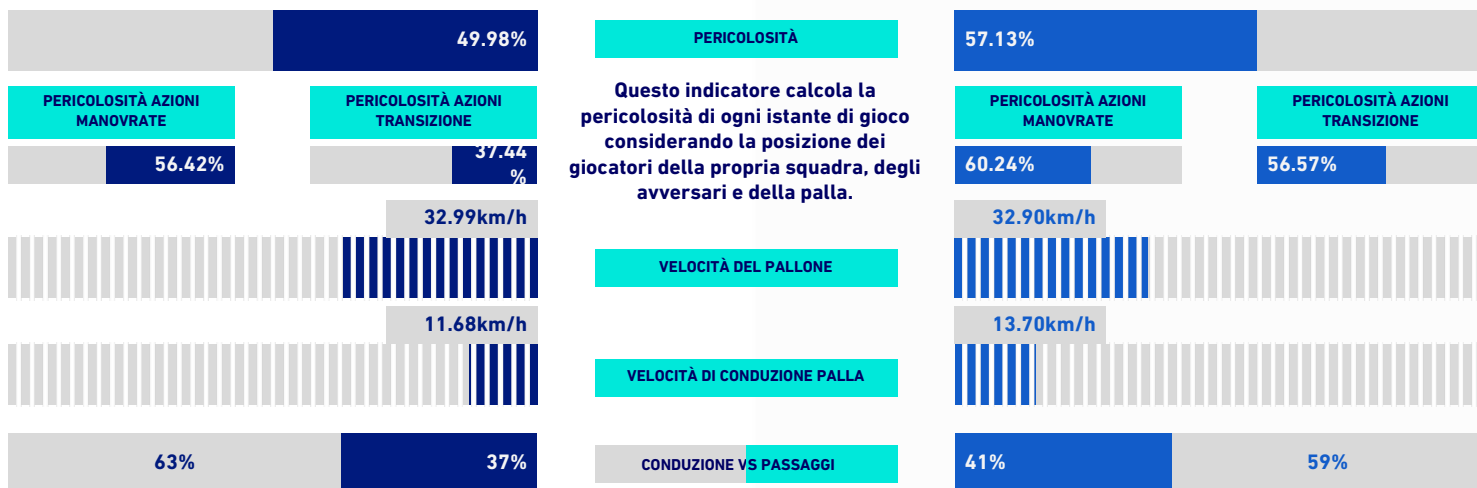 49.98%
PERICOLOSITÀ
57.13%
PERICOLOSITÀ AZIONI
MANOVRATE
PERICOLOSITÀ AZIONI
TRANSIZIONE
56.42%
37.44
%
Questo indicatore calcola la
pericolosità di ogni istante di gioco
considerando la posizione dei
giocatori della propria squadra, degli
avversari e della palla.
PERICOLOSITÀ AZIONI
MANOVRATE
PERICOLOSITÀ AZIONI
TRANSIZIONE
60.24%
56.57%
32.99km/h
VELOCITÀ DEL PALLONE
32.90km/h
11.68km/h
VELOCITÀ DI CONDUZIONE PALLA
13.70km/h
63%
37%
CONDUZIONE VS PASSAGGI
41%
59%